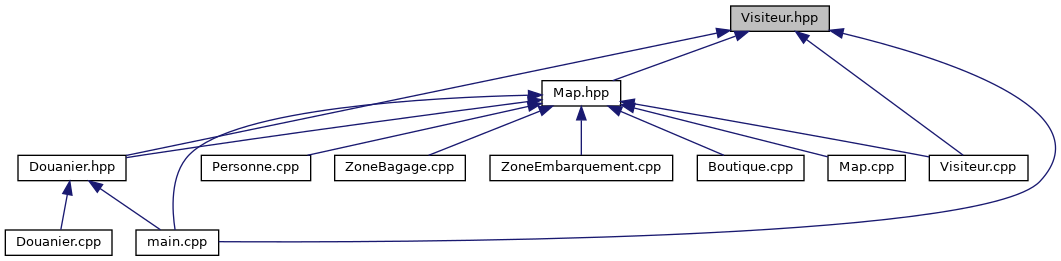 Visiteur.hpp
Map.hpp
Douanier.hpp
Personne.cpp
ZoneBagage.cpp
ZoneEmbarquement.cpp
Boutique.cpp
Map.cpp
Visiteur.cpp
Douanier.cpp
main.cpp